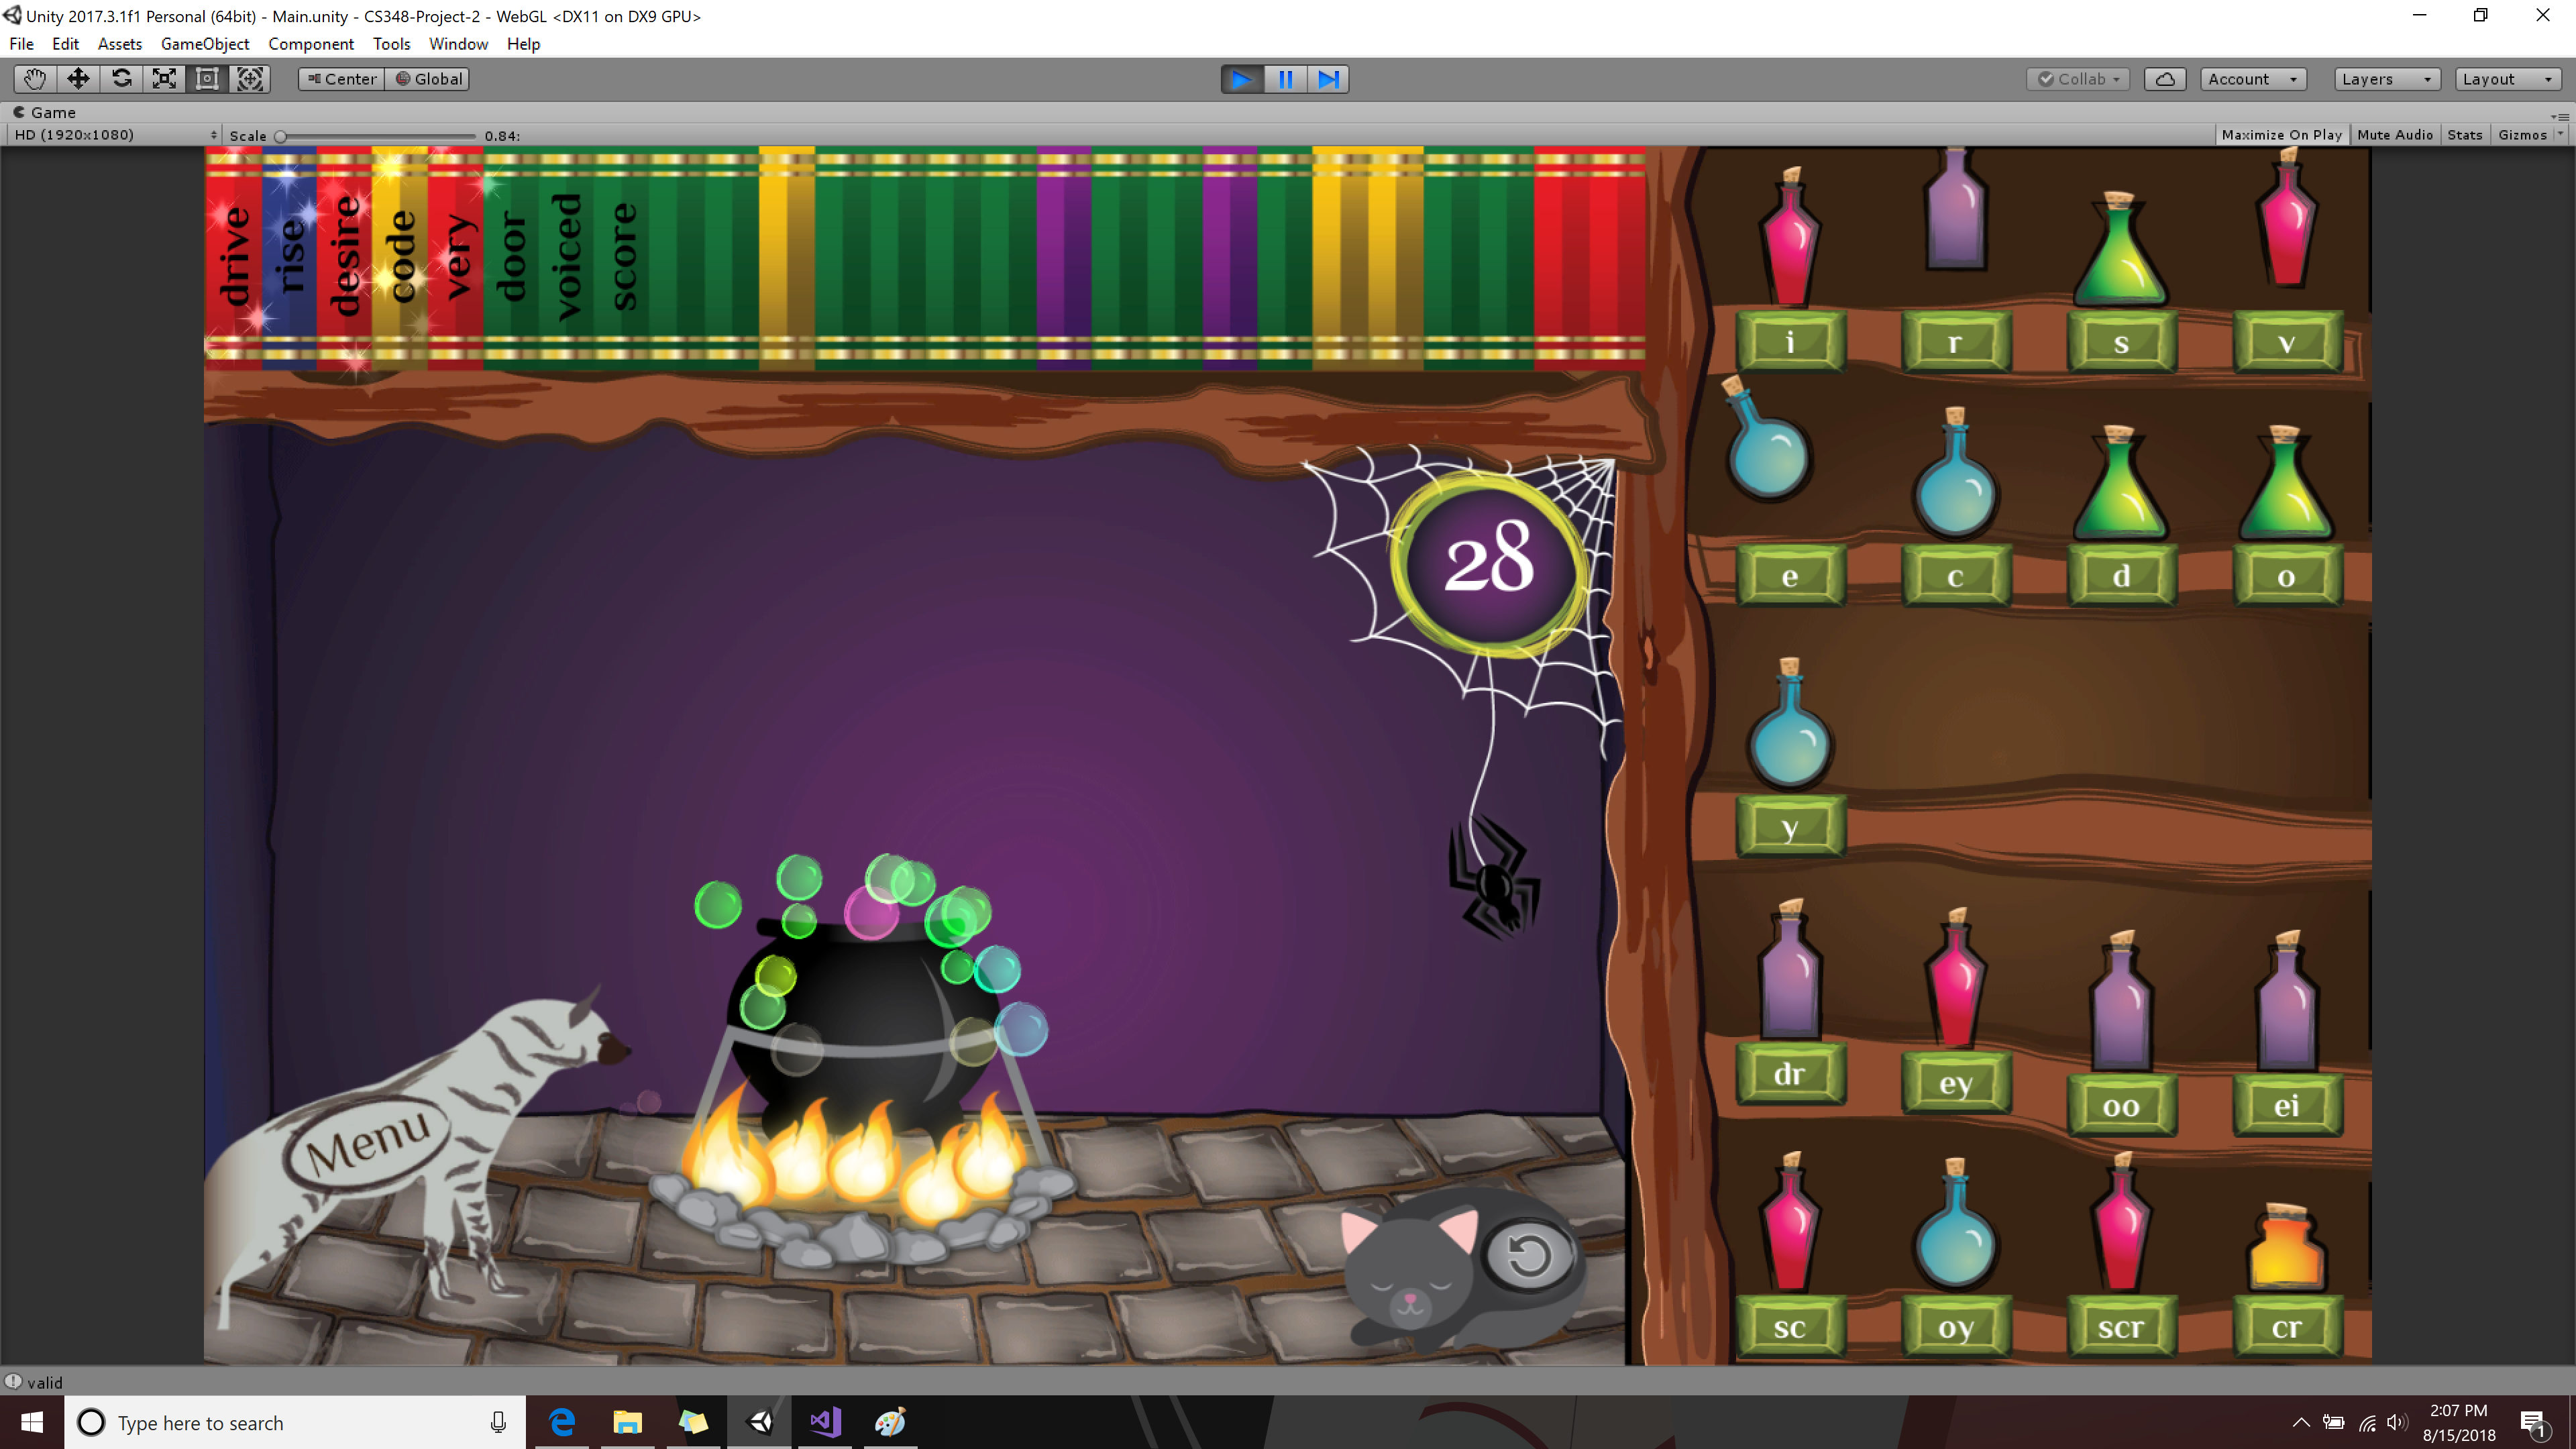 Unity 2017.3.1f1 Personal (64bit) - Main.unity - CS348-Project-2 - WebGL <DX11 on DX9 GPU>
File Edit Assets GameObject Component Tools Window Help
Center Global Collab Account Layers Layout
Game
HD (1920x1080) Scale 0.84: Maximize On Play Mute Audio Stats Gizmos
drive
rise
desire
code
very
door
voiced
score
i r s v
28
e c d o
y
dr ey oo ei
Menu
sc oy scr cr
valid
Type here to search
2:07 PM
8/15/2018
1